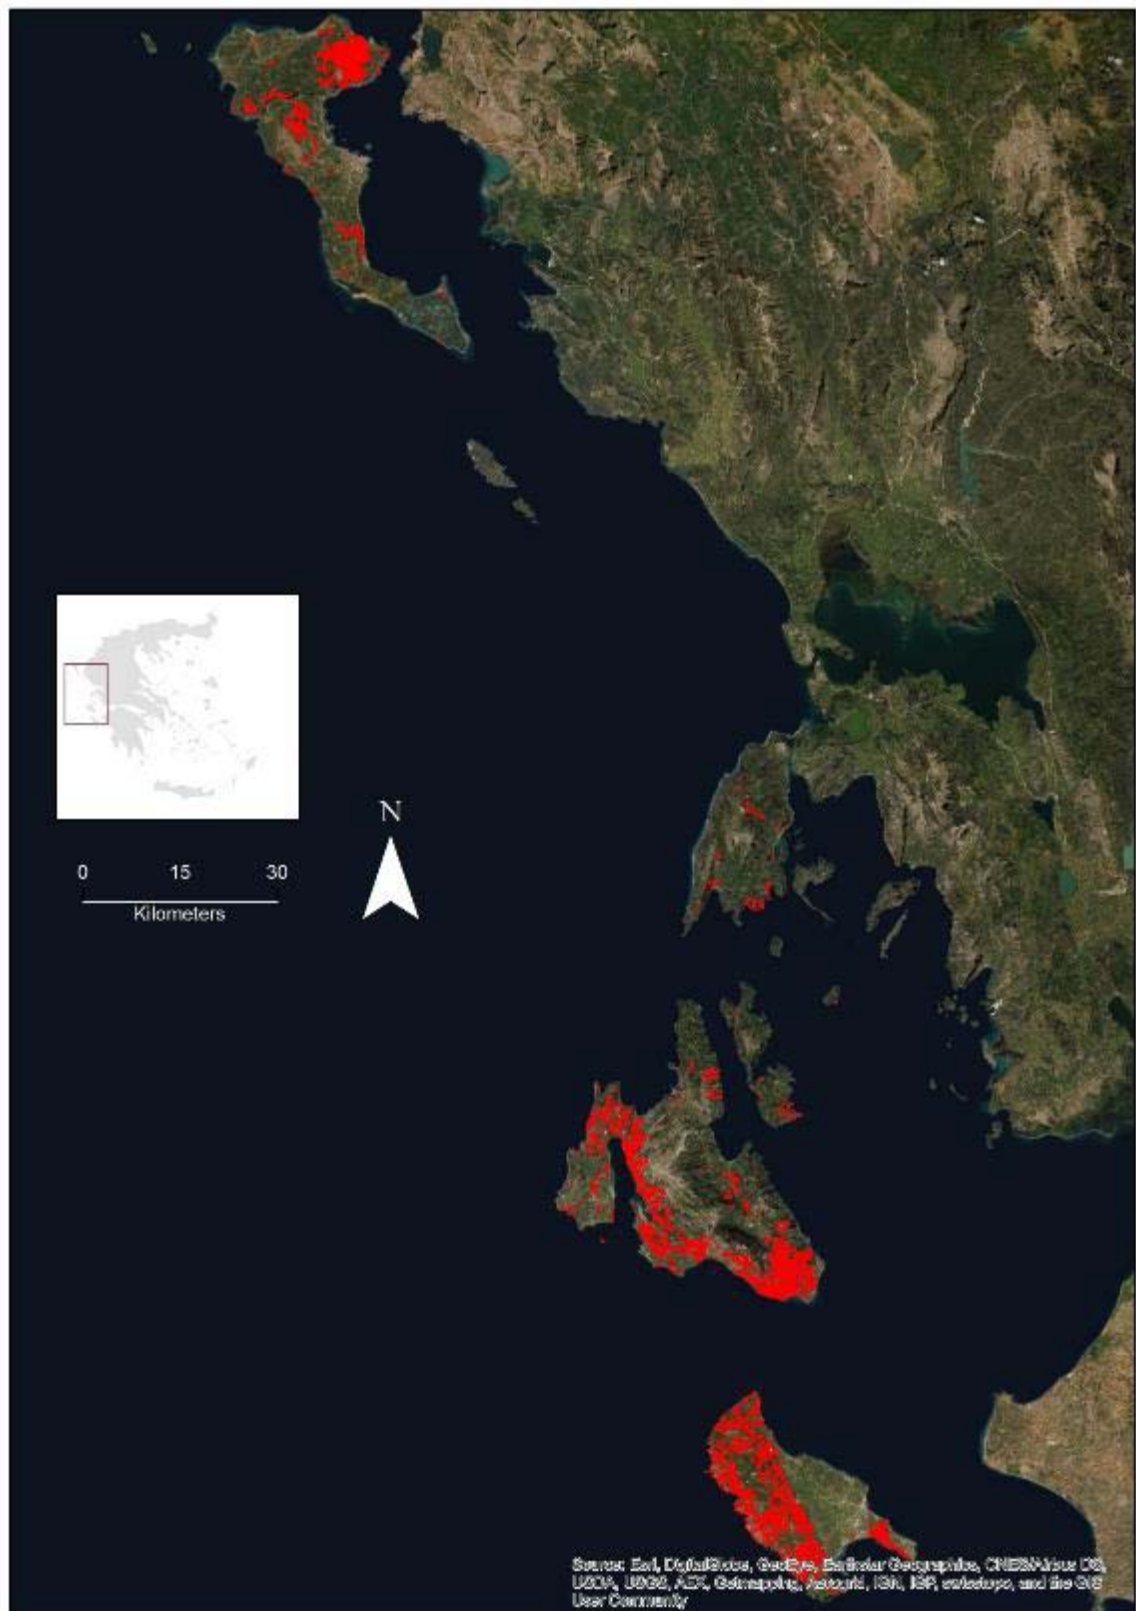 N
0 15 30
Kilometers
Source: Esri, DigitalGlobe, GeoEye, Earthstar Geographics, CNES/Airbus DS,
USDA, USGS, AEX, Getmapping, Aerogrid, IGN, IGP, swisstopo, and the GIS
User Community